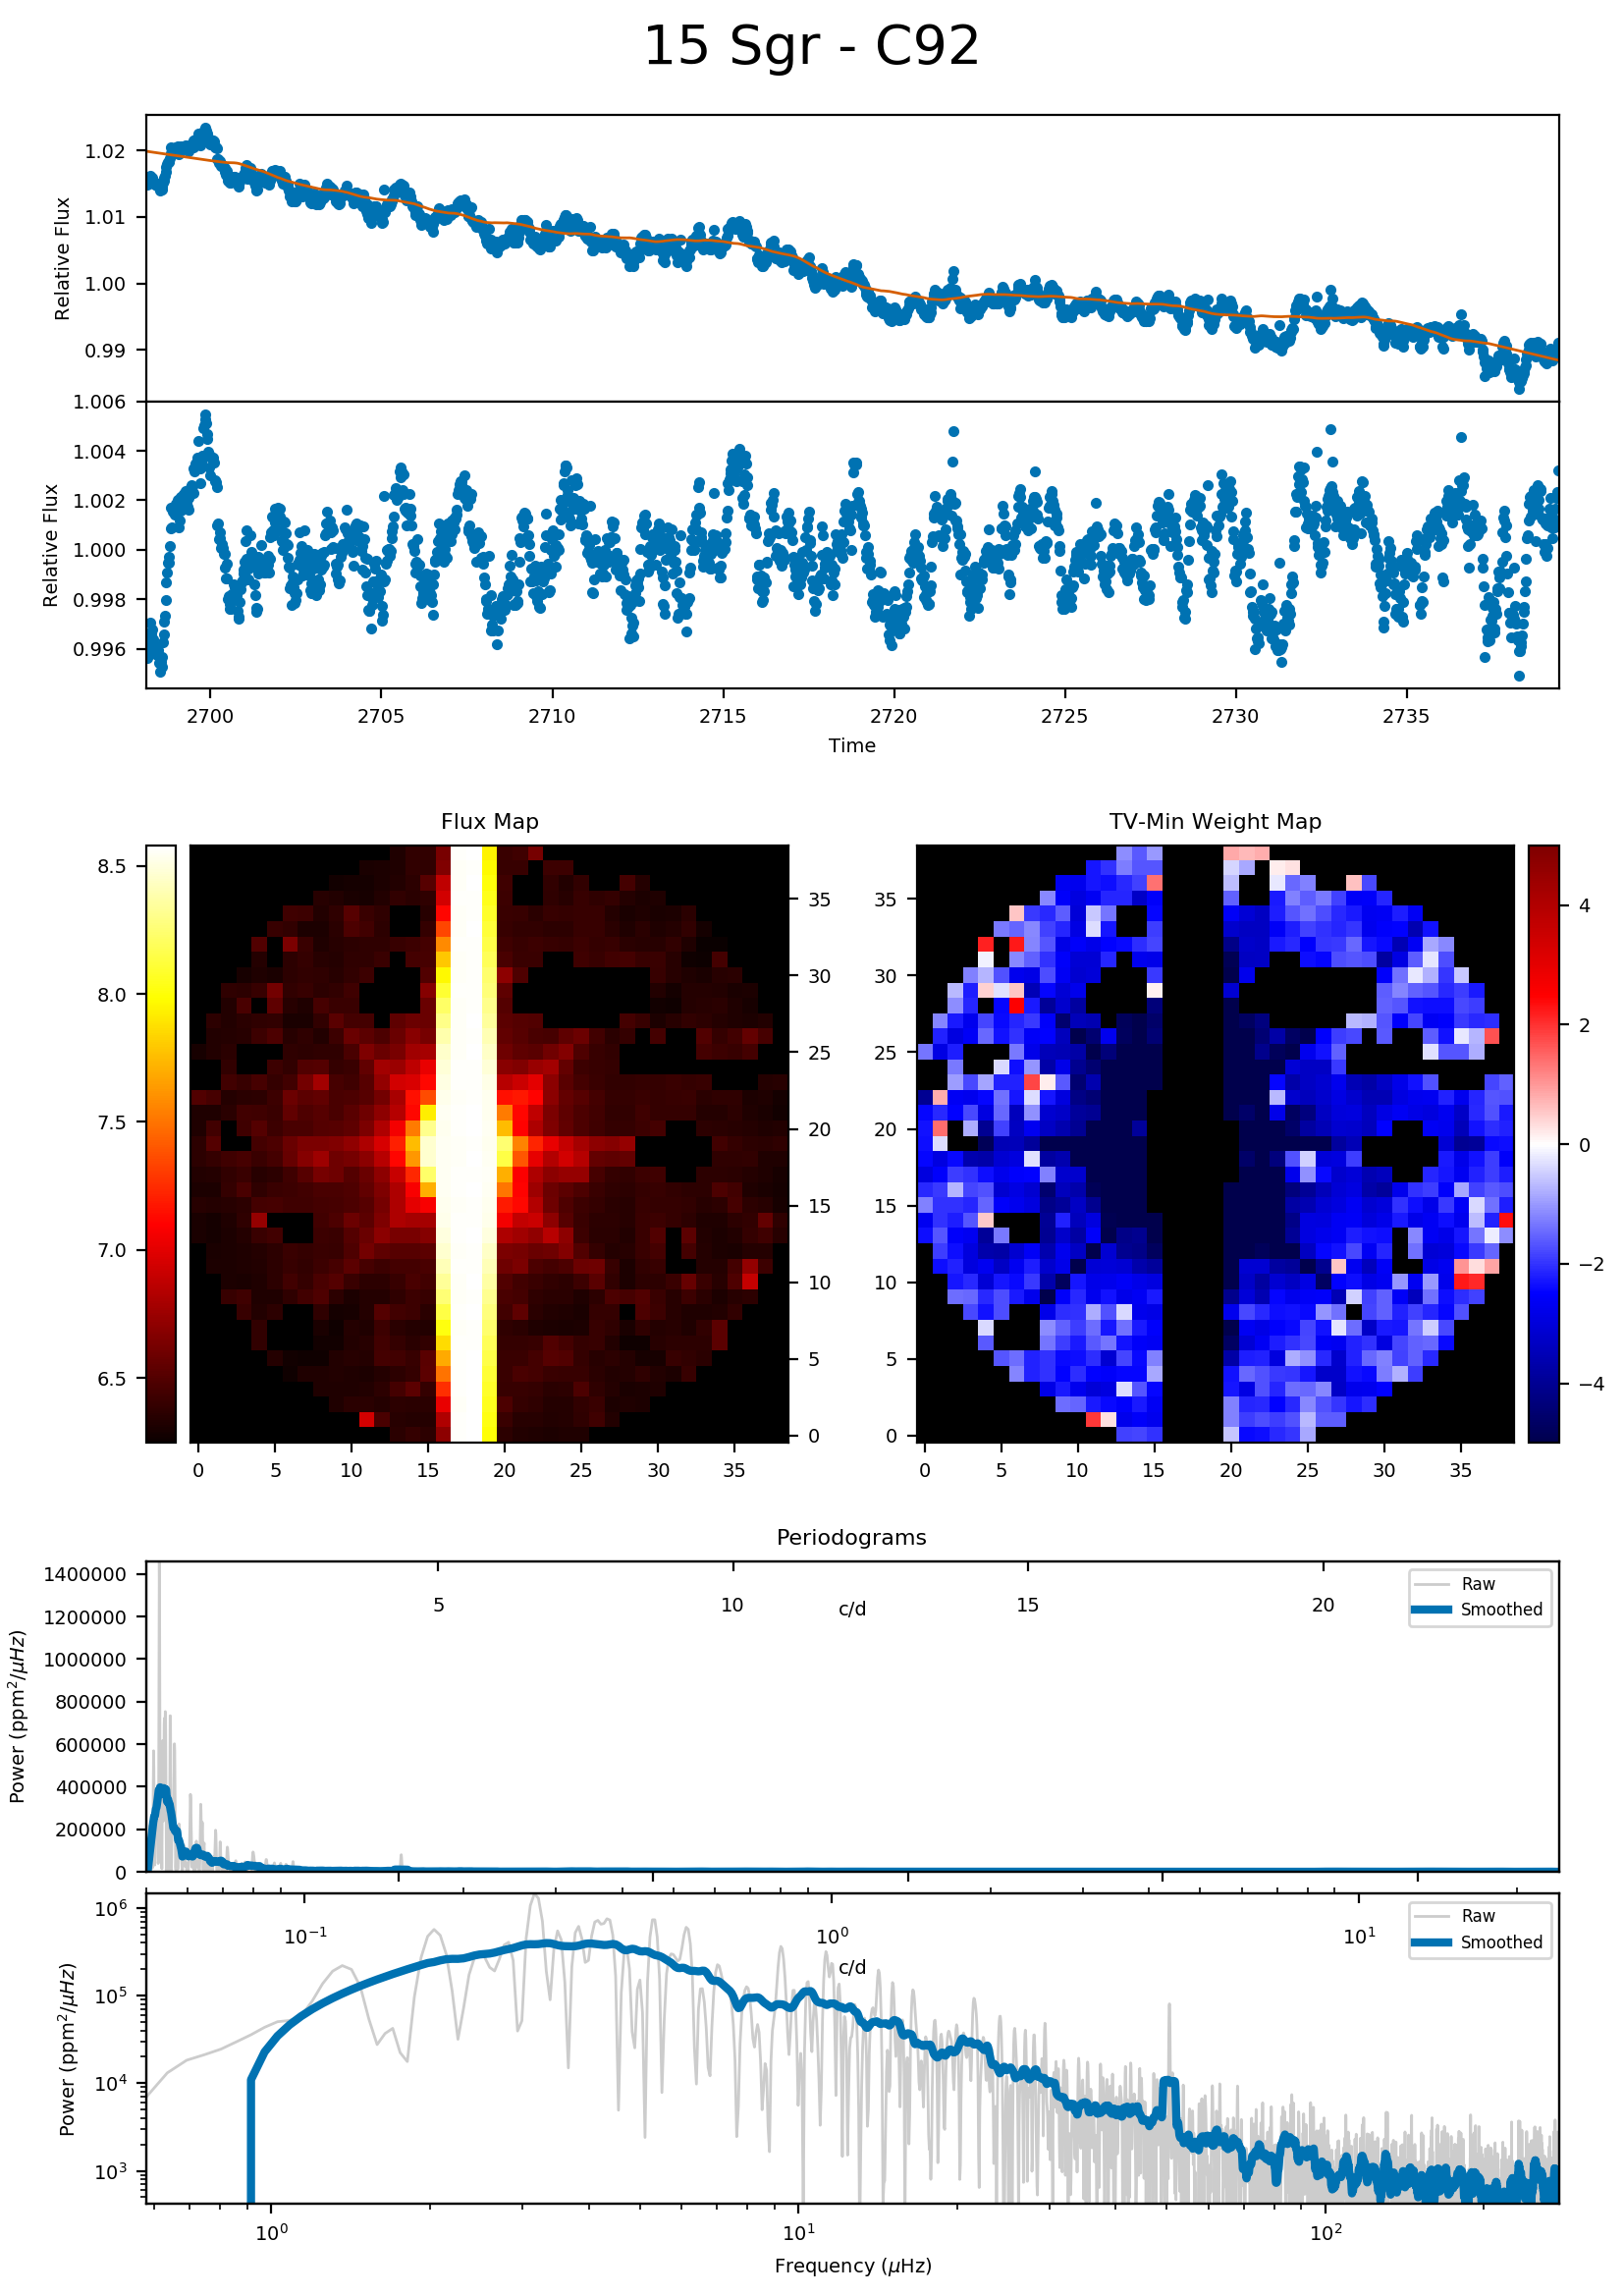 15 Sgr - C92
1.02
1.01
1.00
0.99
Relative Flux
1.006
1.004
1.002
1.000
0.998
0.996
Relative Flux
2700 2705 2710 2715 2720 2725 2730 2735
Time
Flux Map
TV-Min Weight Map
8.5
8.0
7.5
7.0
6.5
35
30
25
20
15
10
5
0
0 5 10 15 20 25 30 35
35
30
25
20
15
10
5
0
0 5 10 15 20 25 30 35
4
2
0
−2
−4
Periodograms
1400000
1200000
1000000
800000
600000
400000
200000
0
Power (ppm²/μHz)
5 10 15 20
c/d
Raw
Smoothed
10⁶
10⁵
10⁴
10³
Power (ppm²/μHz)
10⁻¹ 10⁰ 10¹
c/d
Raw
Smoothed
10⁰ 10¹ 10²
Frequency (μHz)